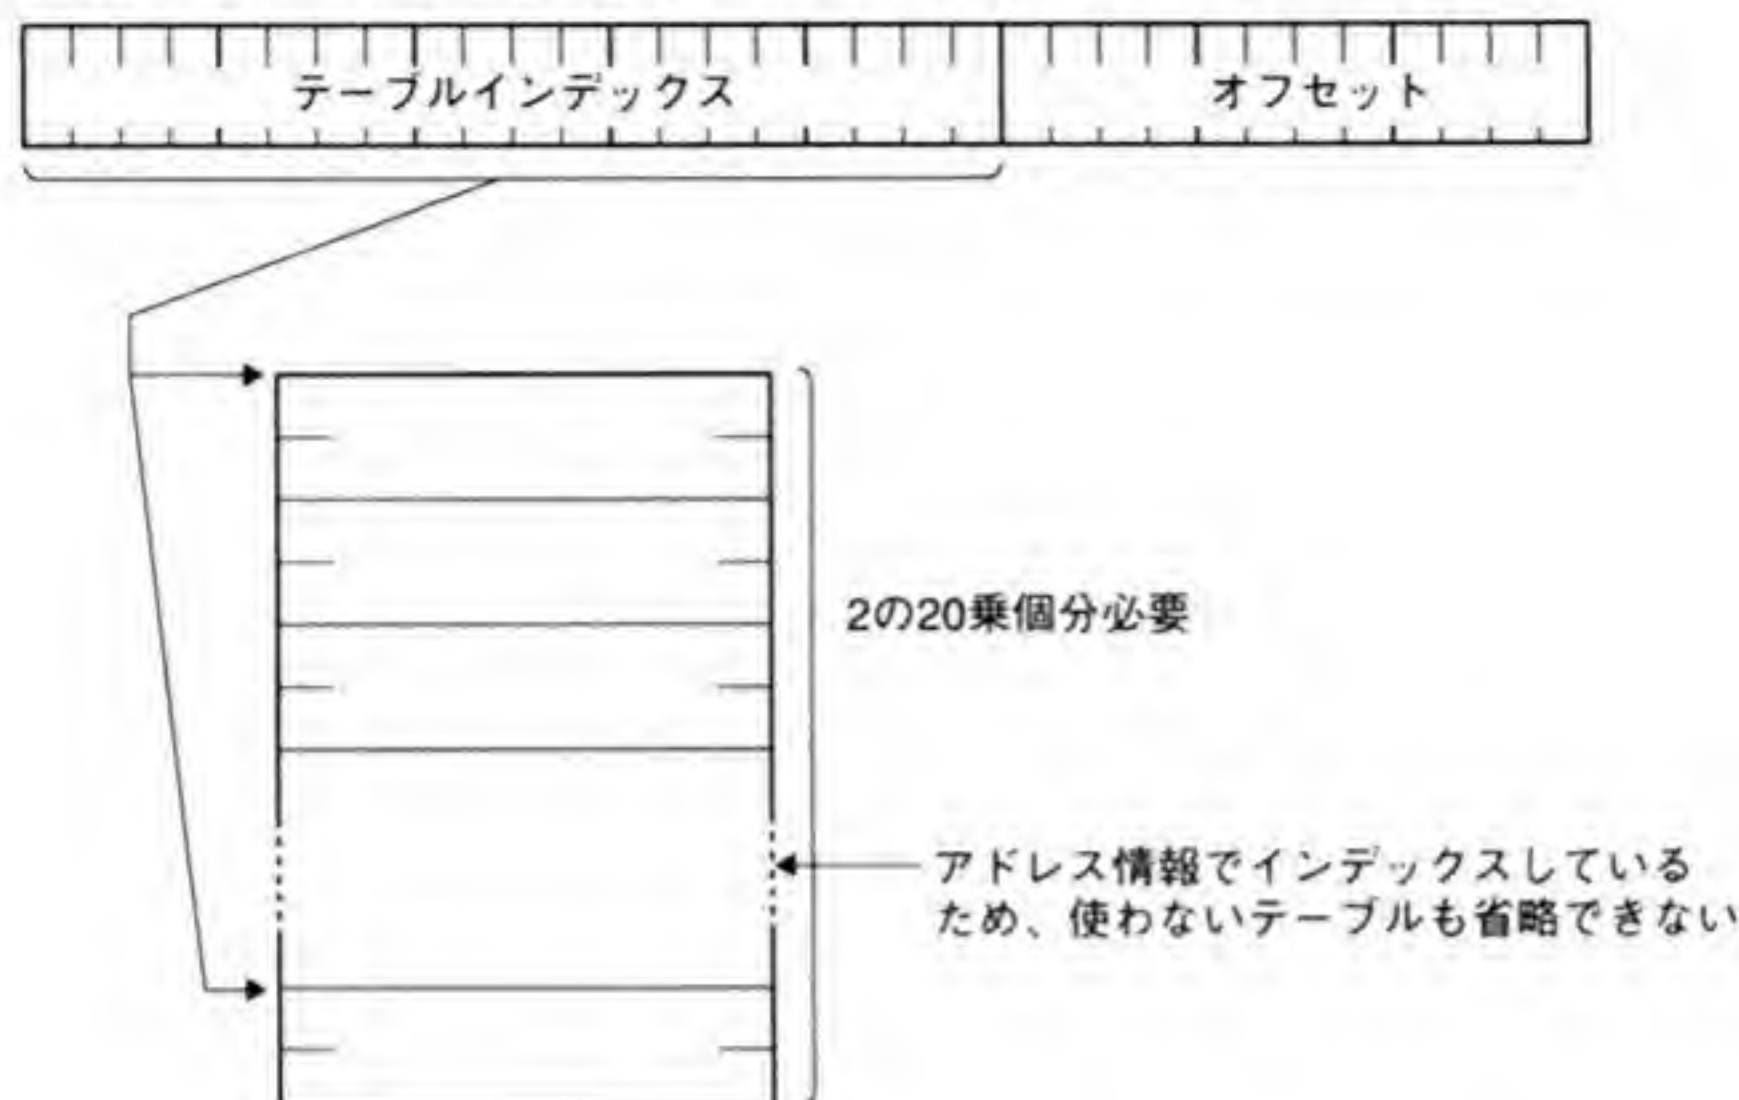 テーブルインデックス
オフセット
2の20乗個分必要
アドレス情報でインデックスしている
ため、使わないテーブルも省略できない